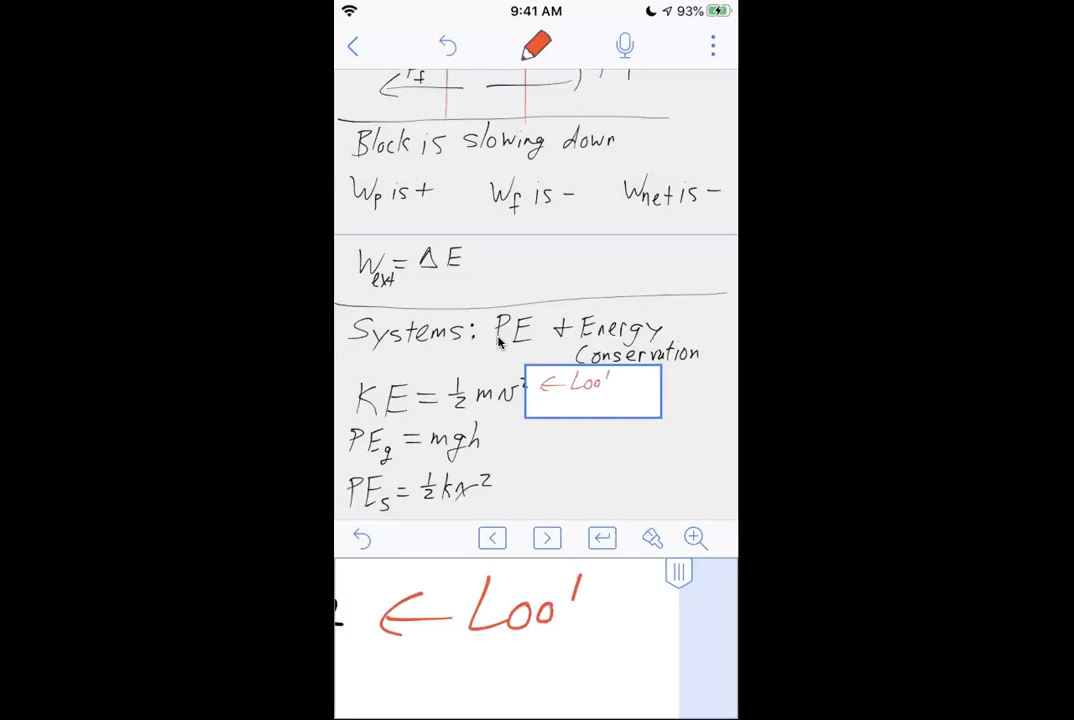 9:41 AM 93%
Block is slowing down
Wp is + Wf is - Wnet is -
Wext = Δ E
Systems: PE + Energy
Conservation
KE = ½ mv² ← Loo'
PEg = mgh
PEs = ½ kx²
← Loo'